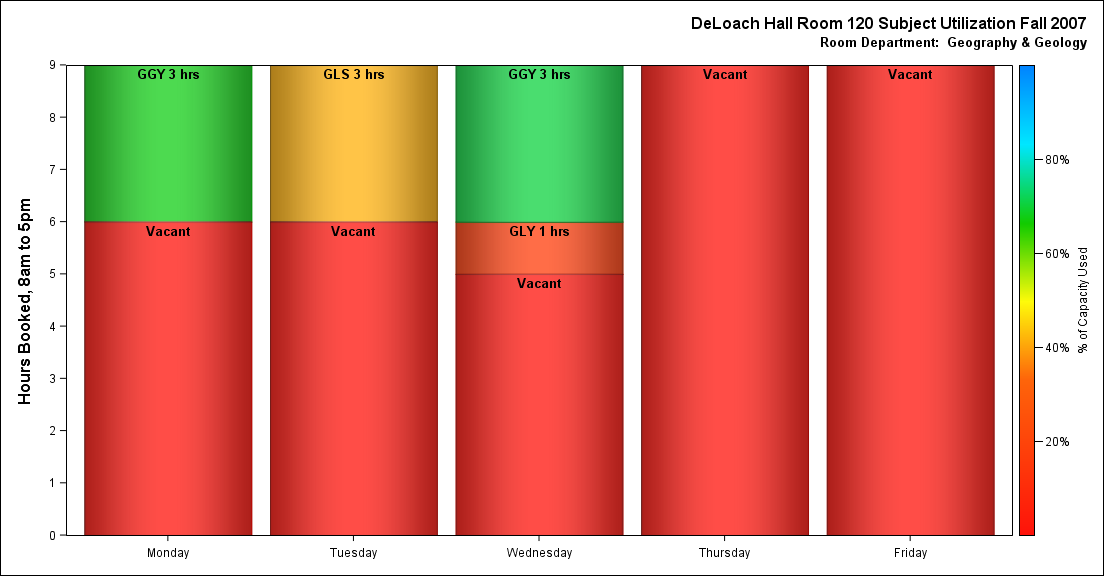 DeLoach Hall Room 120 Subject Utilization Fall 2007
Room Department: Geography & Geology
Hours Booked, 8am to 5pm
9
8
7
6
5
4
3
2
1
0
GGY 3 hrs
Vacant
GLS 3 hrs
Vacant
GGY 3 hrs
GLY 1 hrs
Vacant
Vacant
Vacant
Monday
Tuesday
Wednesday
Thursday
Friday
80%
60%
40%
20%
% of Capacity Used